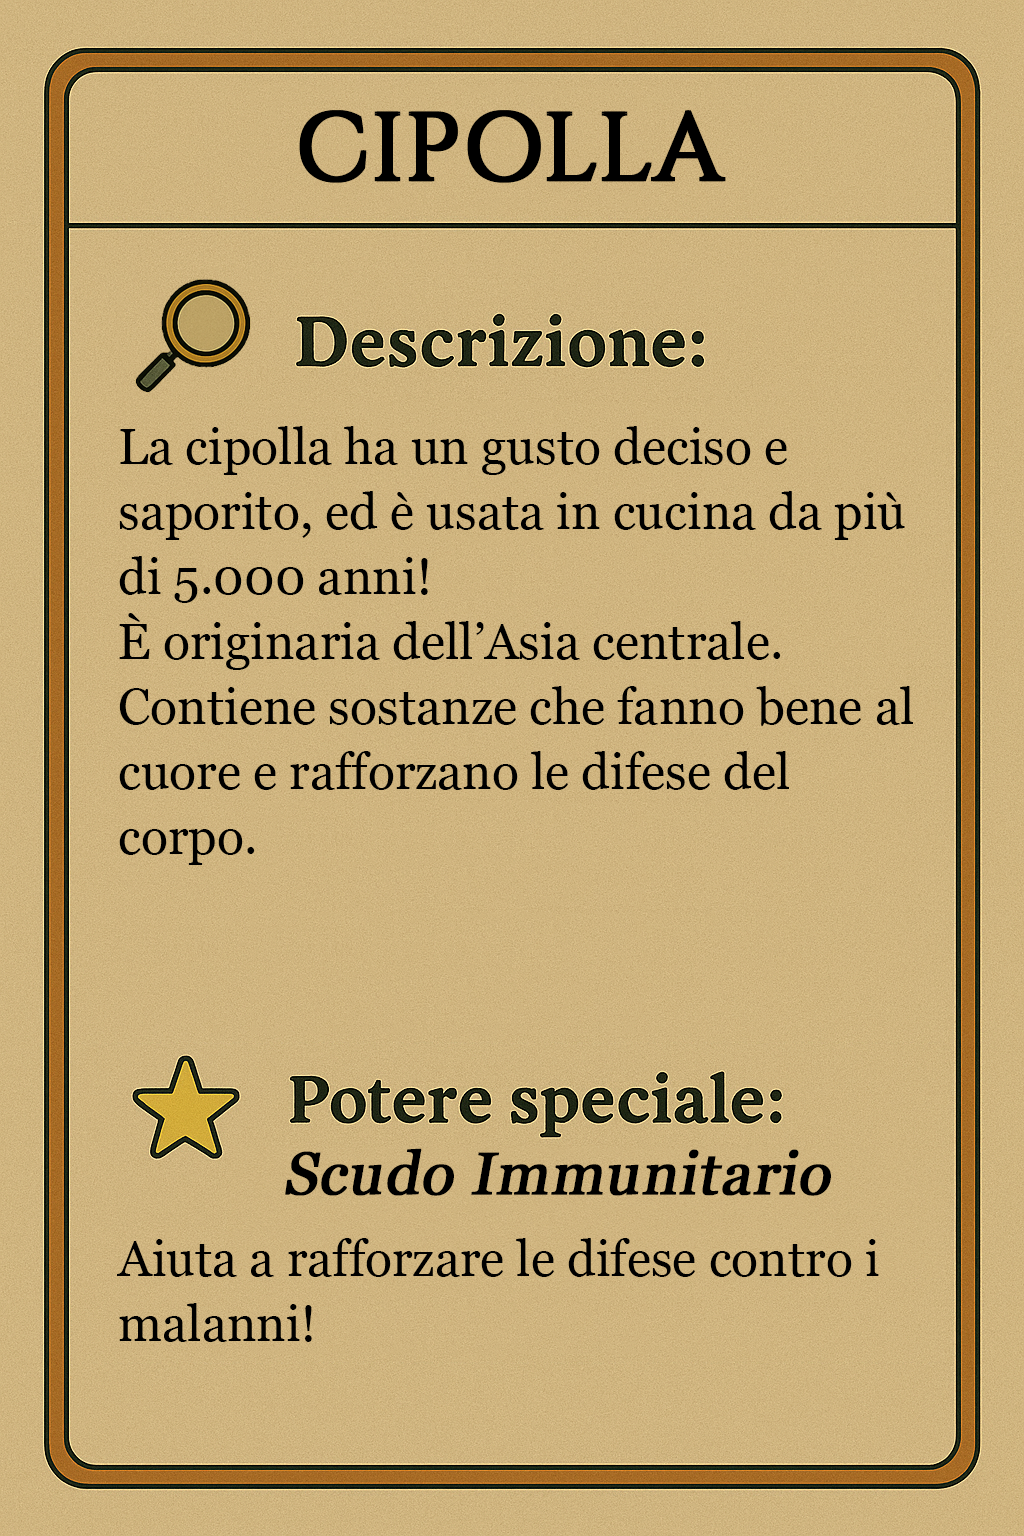 CIPOLLA
Descrizione:
La cipolla ha un gusto deciso e
saporito, ed è usata in cucina da più
di 5.000 anni!
È originaria dell’Asia centrale.
Contiene sostanze che fanno bene al
cuore e rafforzano le difese del
corpo.
Potere speciale:
Scudo Immunitario
Aiuta a rafforzare le difese contro i
malanni!